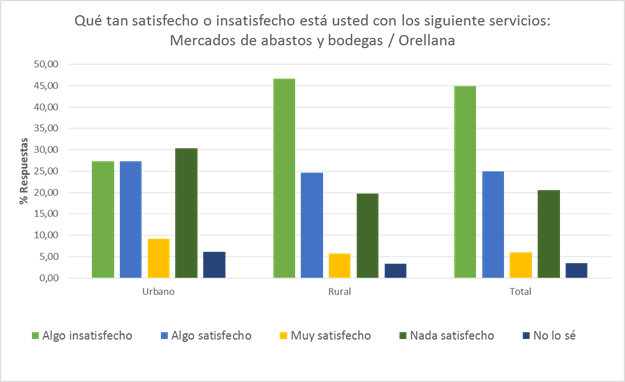 Qué tan satisfecho o insatisfecho está usted con los siguiente servicios:
Mercados de abastos y bodegas / Orellana
% Respuestas
50,00
45,00
40,00
35,00
30,00
25,00
20,00
15,00
10,00
5,00
0,00
Urbano Rural Total
Algo insatisfecho Algo satisfecho Muy satisfecho Nada satisfecho No lo sé